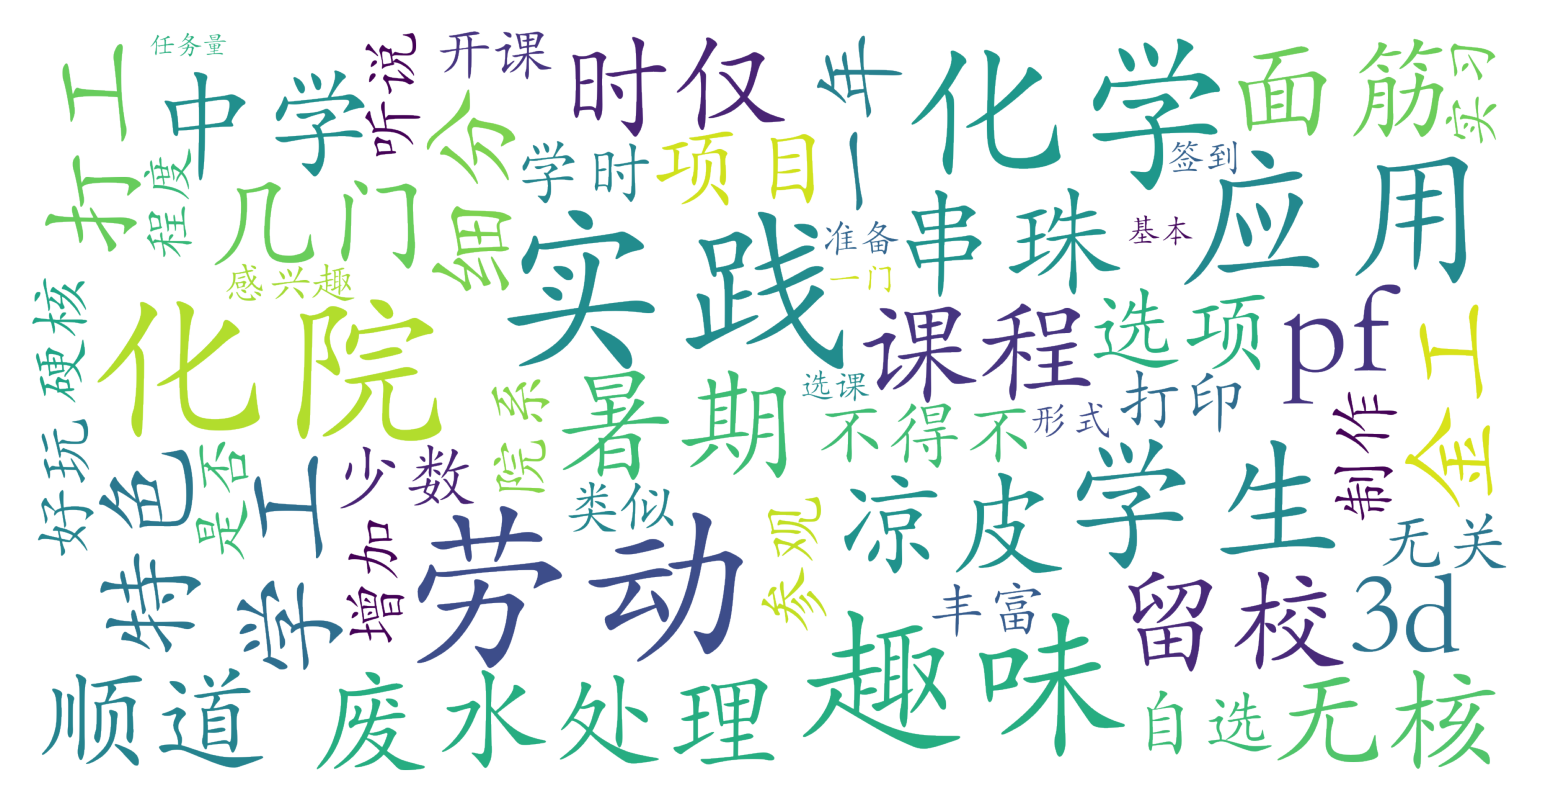 任务量
打工
中学
听说
开课
时仅
一年
化学
面筋
实习
程度
几门
细分
学时
项目
签到
应用
感兴趣
实践
准备
一门
串珠
基本
硬核
化院
暑期
选课
课程
选项
pf
金工
好玩
特色
是否
学工
少数
院系
不得不
形式
打印
制作
增加
劳动
类似
参观
凉皮
学生
无关
顺道
废水处理
趣味
丰富
留校
3d
自选
无核